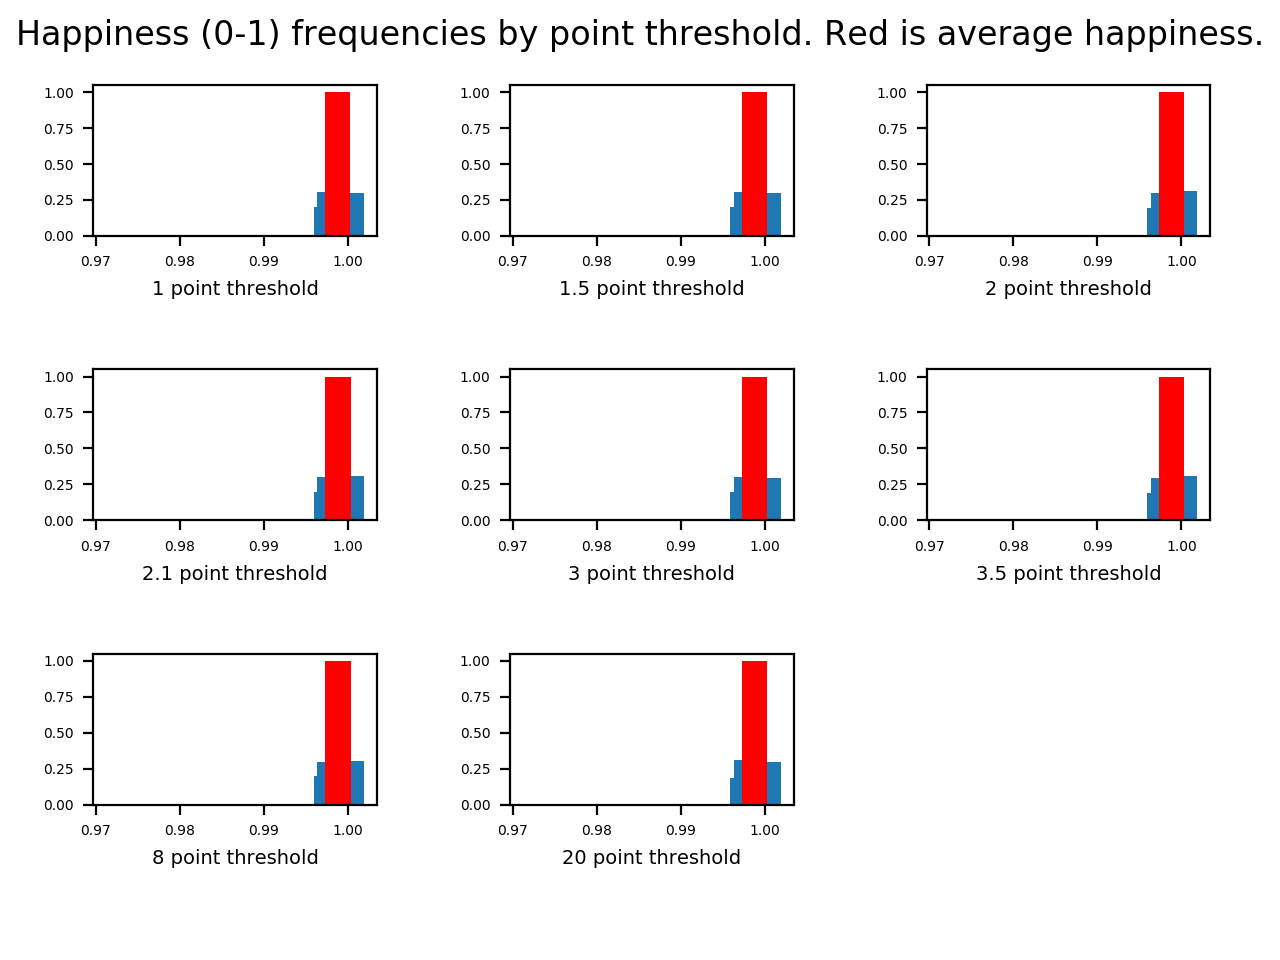 Happiness (0-1) frequencies by point threshold. Red is average happiness.
1.00 1.00 1.00
0.75 0.75 0.75
0.50 0.50 0.50
0.25 0.25 0.25
0.00 0.00 0.00
0.97 0.98 0.99 1.00 0.97 0.98 0.99 1.00 0.97 0.98 0.99 1.00
1 point threshold 1.5 point threshold 2 point threshold
1.00 1.00 1.00
0.75 0.75 0.75
0.50 0.50 0.50
0.25 0.25 0.25
0.00 0.00 0.00
0.97 0.98 0.99 1.00 0.97 0.98 0.99 1.00 0.97 0.98 0.99 1.00
2.1 point threshold 3 point threshold 3.5 point threshold
1.00 1.00
0.75 0.75
0.50 0.50
0.25 0.25
0.00 0.00
0.97 0.98 0.99 1.00 0.97 0.98 0.99 1.00
8 point threshold 20 point threshold